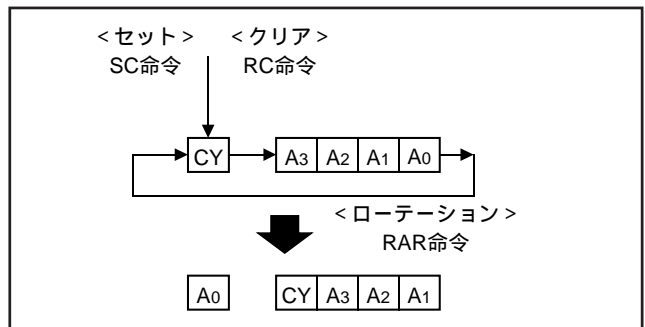 <セット> <クリア>
SC命令 RC命令
CY A3 A2 A1 A0
<ローテーション>
RAR命令
A0 CY A3 A2 A1